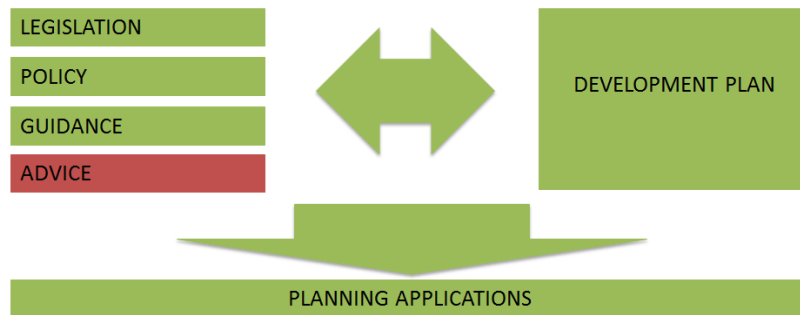 LEGISLATION
POLICY
GUIDANCE
ADVICE
DEVELOPMENT PLAN
PLANNING APPLICATIONS